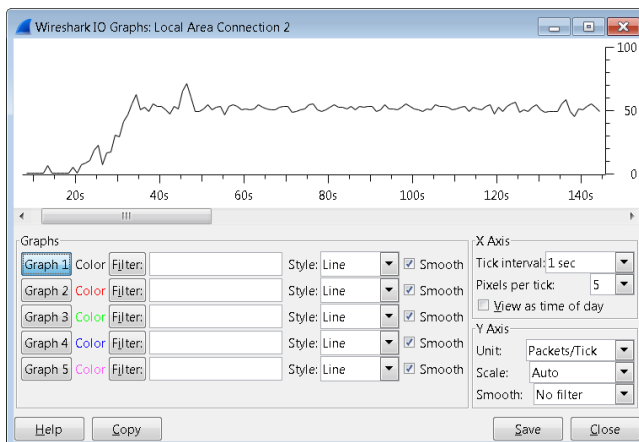 Wireshark IO Graphs: Local Area Connection 2
100
50
0
20s 40s 60s 80s 100s 120s 140s
Graphs
Graph 1 Color Filter: Style: Line Smooth
Graph 2 Color Filter: Style: Line Smooth
Graph 3 Color Filter: Style: Line Smooth
Graph 4 Color Filter: Style: Line Smooth
Graph 5 Color Filter: Style: Line Smooth
X Axis
Tick interval: 1 sec
Pixels per tick: 5
View as time of day
Y Axis
Unit: Packets/Tick
Scale: Auto
Smooth: No filter
Help Copy Save Close